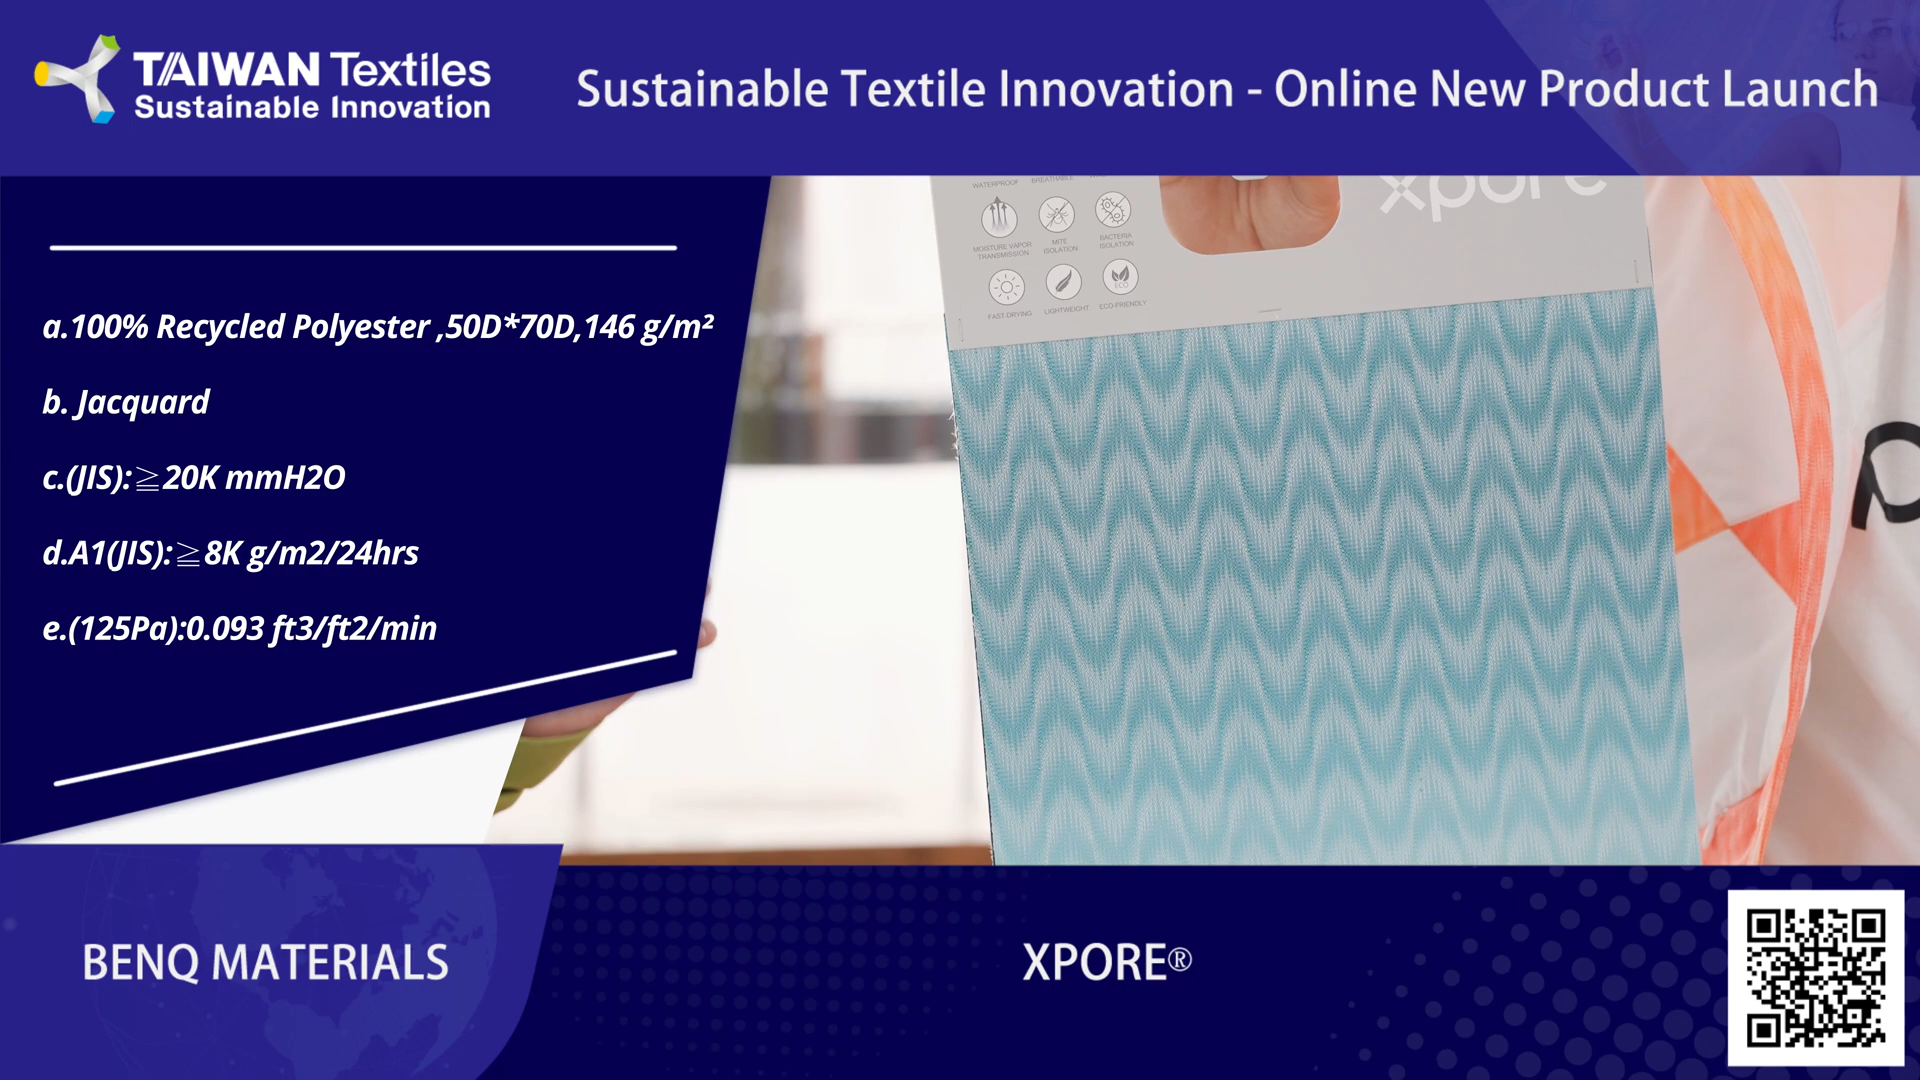 TAIWAN Textiles
Sustainable Innovation
Sustainable Textile Innovation - Online New Product Launch
a.100% Recycled Polyester ,50D*70D,146 g/m²
b. Jacquard
c.(JIS):≧20K mmH2O
d.A1(JIS):≧8K g/m2/24hrs
e.(125Pa):0.093 ft3/ft2/min
xpore
WATERPROOF
BREATHABLE
MOISTURE VAPOR
TRANSMISSION
MITE
ISOLATION
BACTERIA
ISOLATION
ECO
FAST-DRYING
LIGHTWEIGHT
ECO-FRIENDLY
p
BENQ MATERIALS
XPORE®